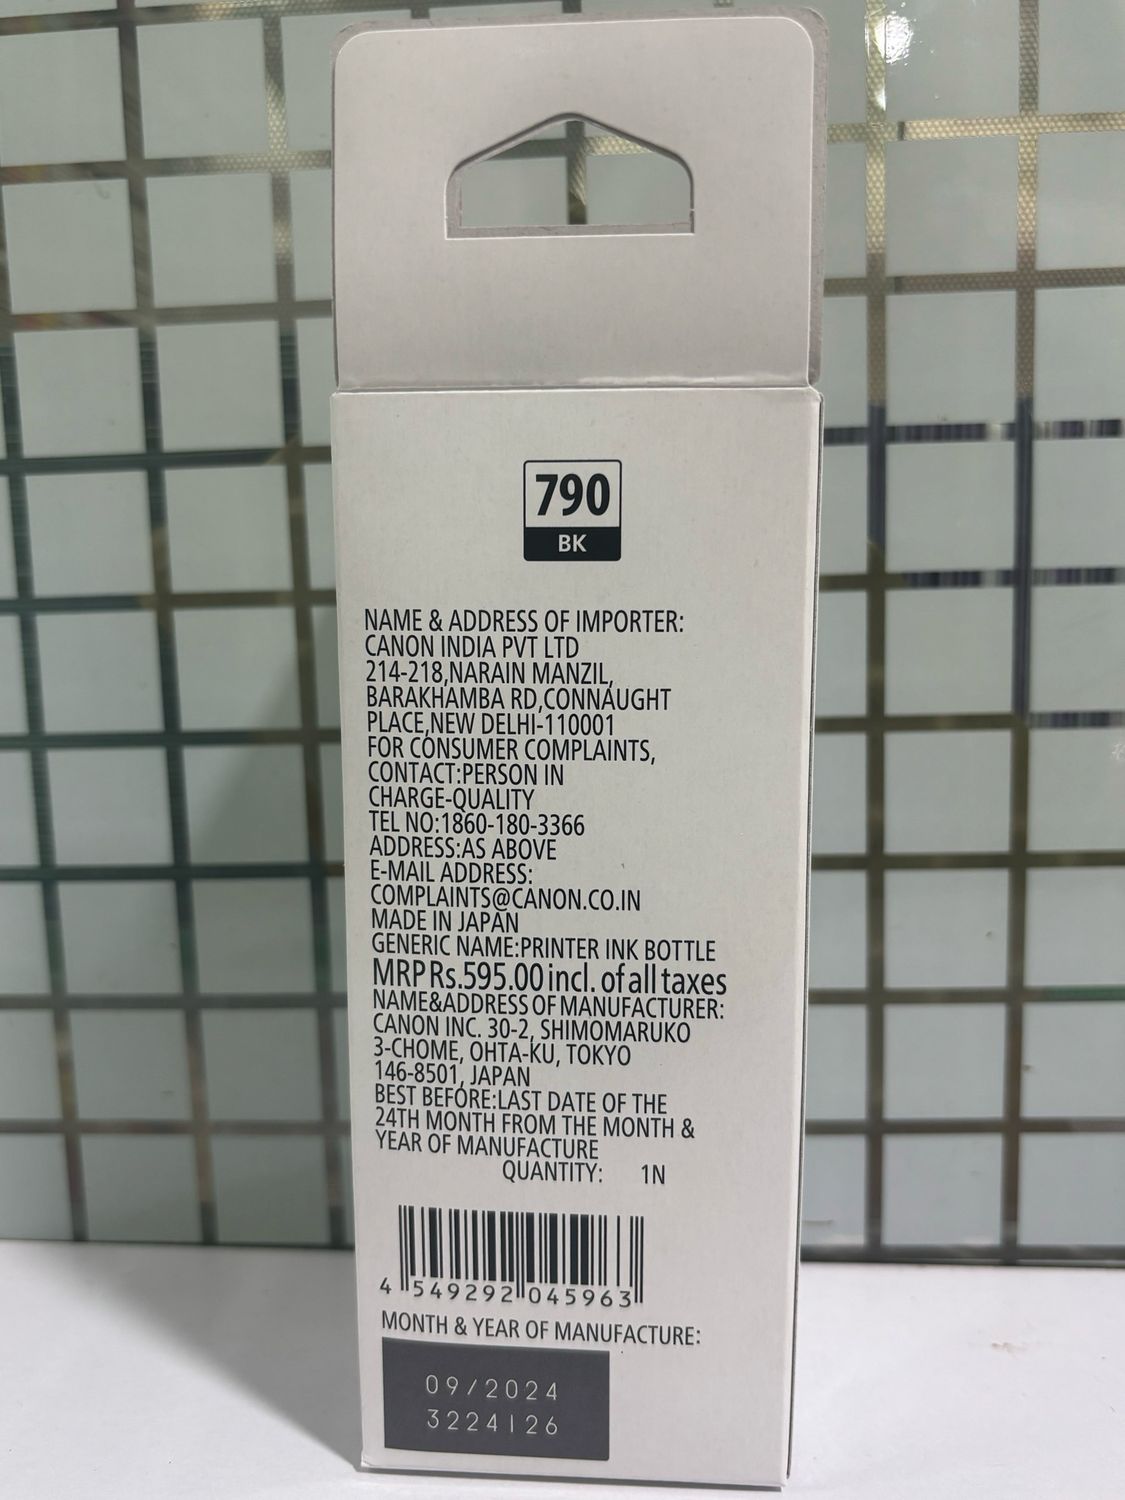 790
BK
NAME & ADDRESS OF IMPORTER:
CANON INDIA PVT LTD
214-218,NARAIN MANZIL,
BARAKHAMBA RD,CONNAUGHT
PLACE,NEW DELHI-110001
FOR CONSUMER COMPLAINTS,
CONTACT:PERSON IN
CHARGE-QUALITY
TEL NO:1860-180-3366
ADDRESS:AS ABOVE
E-MAIL ADDRESS:
COMPLAINTS@CANON.CO.IN
MADE IN JAPAN
GENERIC NAME:PRINTER INK BOTTLE
MRP Rs.595.00 incl. of all taxes
NAME&ADDRESS OF MANUFACTURER:
CANON INC. 30-2, SHIMOMARUKO
3-CHOME, OHTA-KU, TOKYO
146-8501, JAPAN
BEST BEFORE:LAST DATE OF THE
24TH MONTH FROM THE MONTH &
YEAR OF MANUFACTURE
QUANTITY: 1N
4 549292 045963
MONTH & YEAR OF MANUFACTURE:
09/2024
3224126